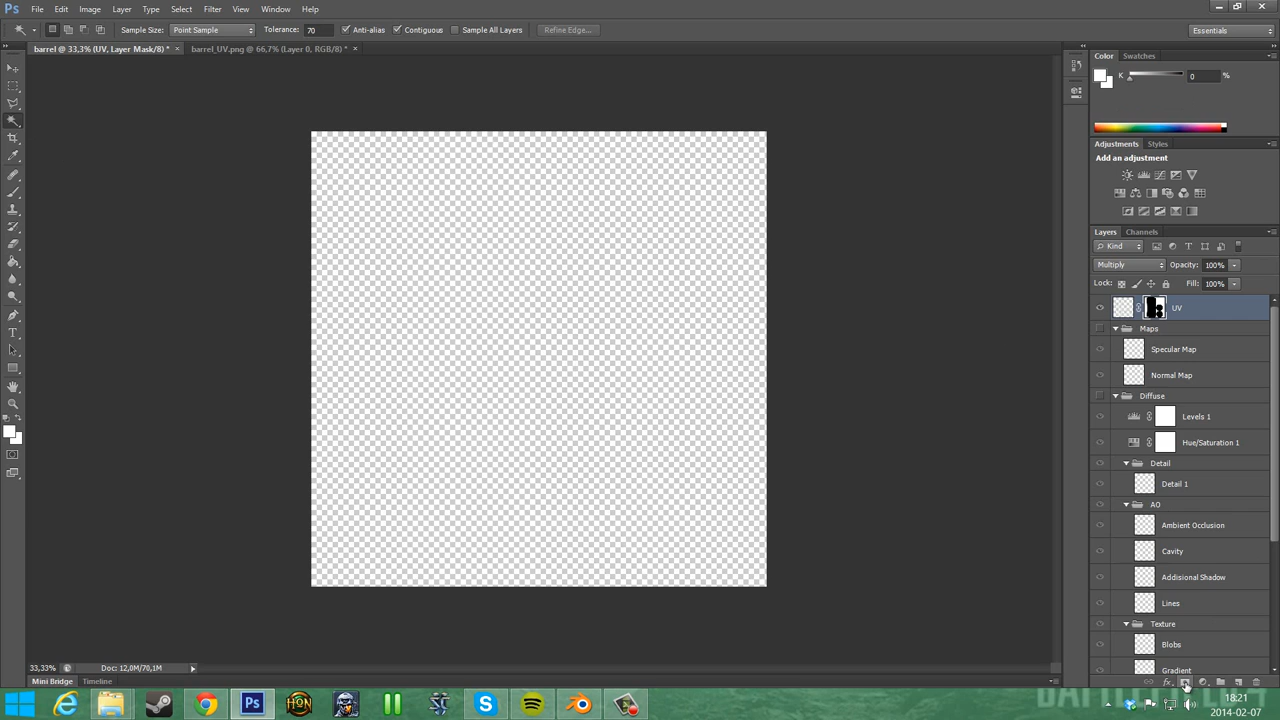 Ps File Edit Image Layer Type Select Filter View Window Help
Sample Size: Point Sample Tolerance: 70 Anti-alias Contiguous Sample All Layers Refine Edge... Essentials
barrel @ 33,3% (UV, Layer Mask/8) * × barrel_UV.png @ 66,7% (Layer 0, RGB/8) * ×
Color Swatches
K 0 %
Adjustments Styles
Add an adjustment
Layers Channels
Kind
Multiply Opacity: 100%
Lock: Fill: 100%
UV
Maps
Specular Map
Normal Map
Diffuse
Levels 1
Hue/Saturation 1
Detail
Detail 1
AO
Ambient Occlusion
Cavity
Addisional Shadow
Lines
Texture
Blobs
Gradient
33,33% Doc: 12,0M/70,1M
Mini Bridge Timeline
fx
Ps
18:21
2014-02-07